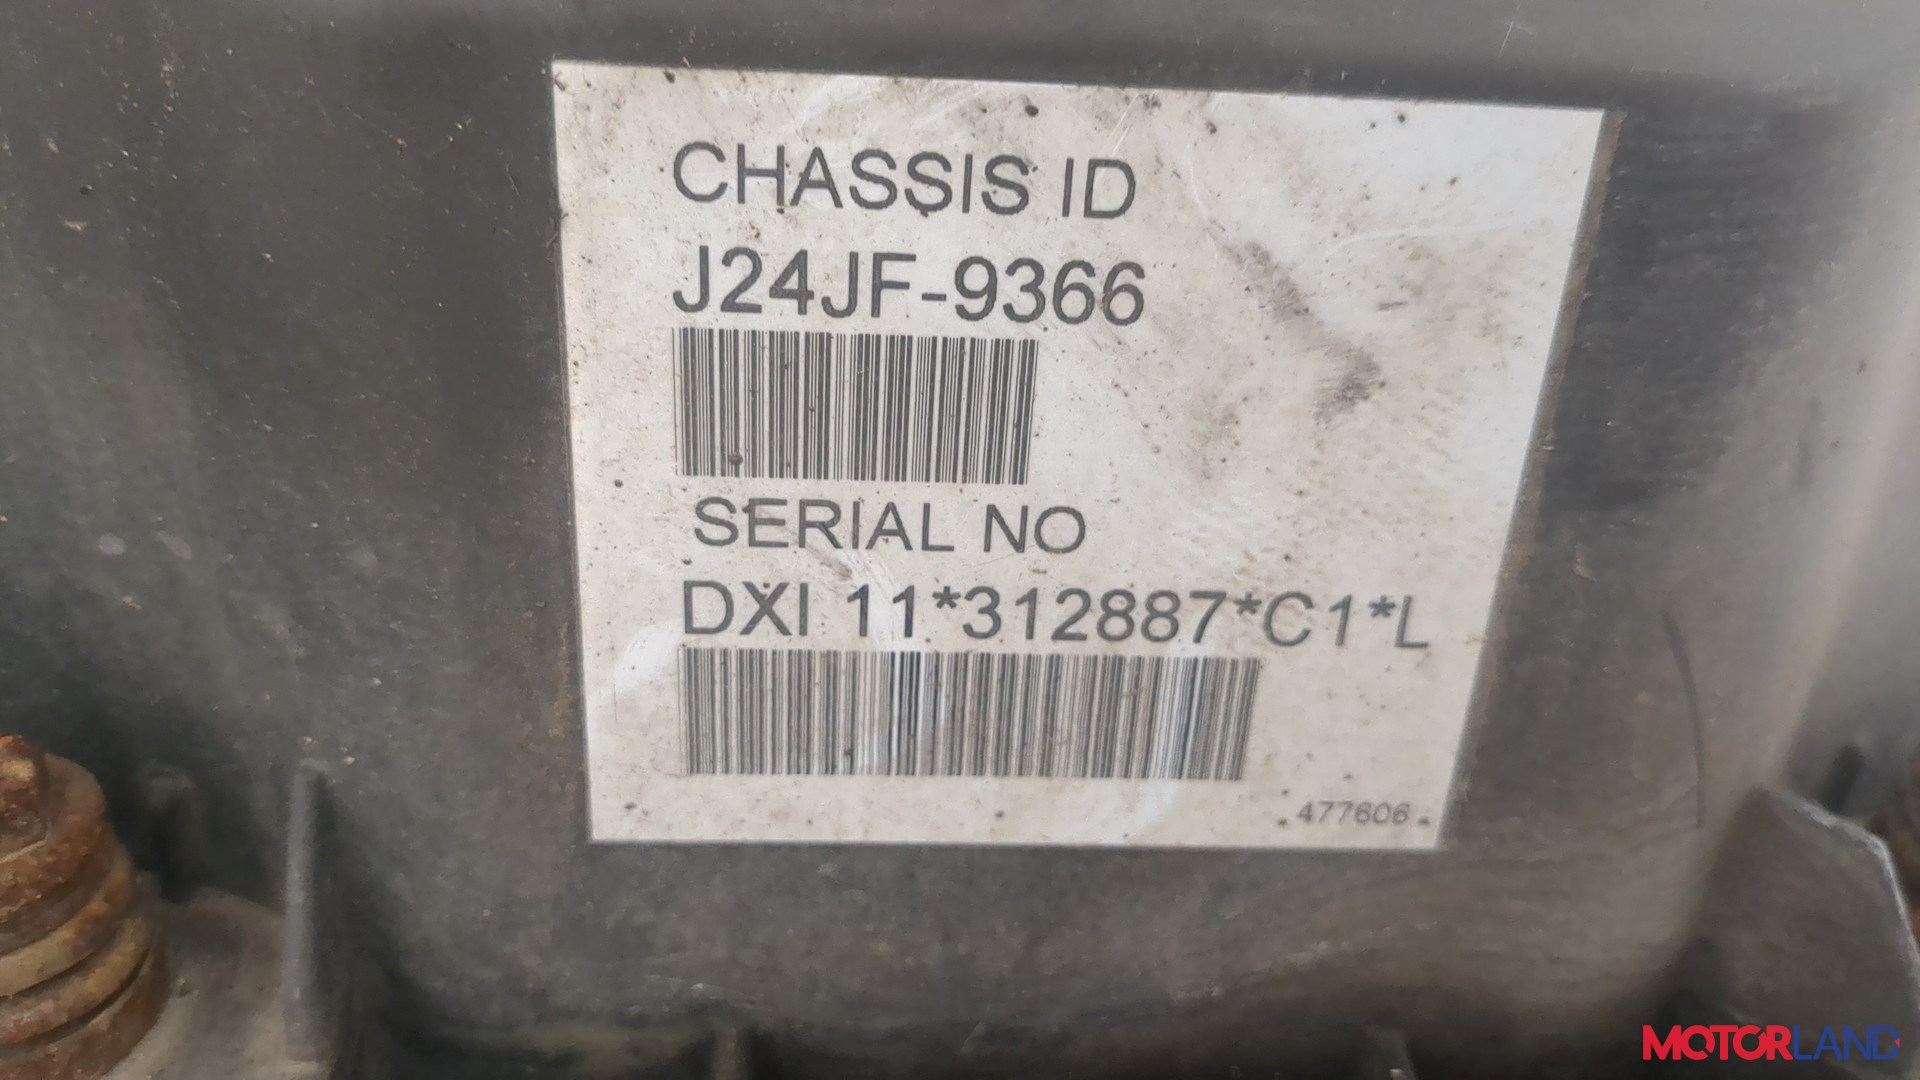 CHASSIS ID
J24JF-9366
SERIAL NO
DXI 11*312887*C1*L
477606
MOTORLAND